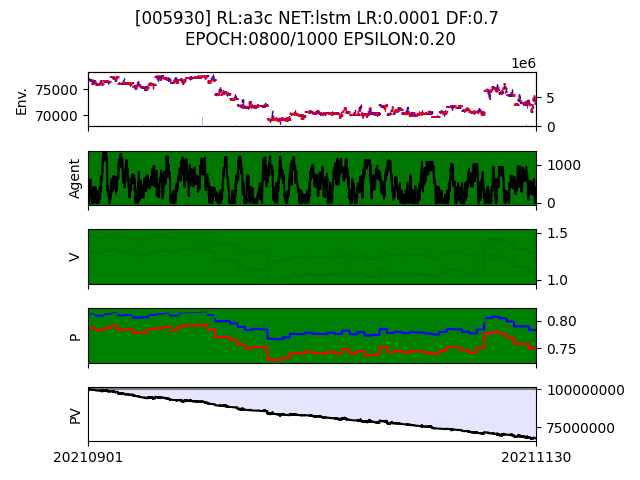 [005930] RL:a3c NET:lstm LR:0.0001 DF:0.7
EPOCH:0800/1000 EPSILON:0.20
1e6
Env.
75000
70000
5
0
Agent
1000
0
V
1.5
1.0
P
0.80
0.75
PV
100000000
75000000
20210901
20211130